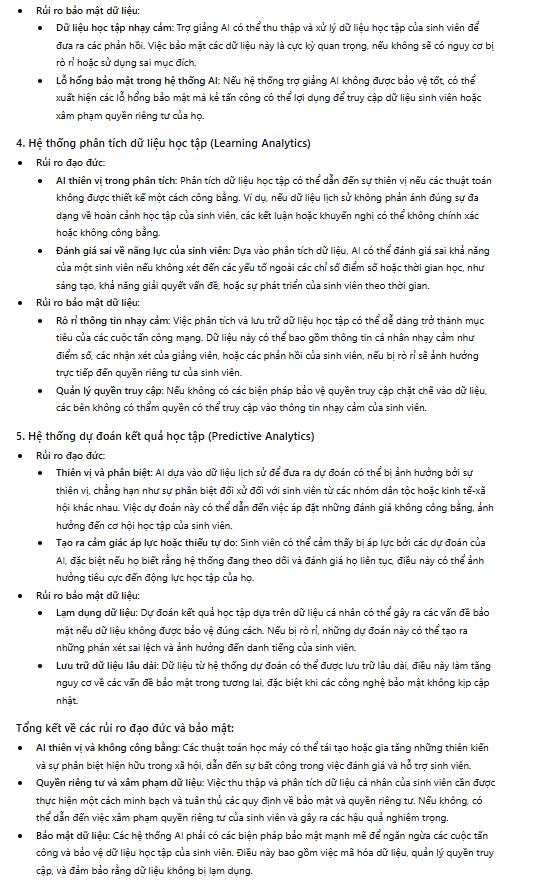 • Rủi ro bảo mật dữ liệu:
• Dữ liệu học tập nhạy cảm: Trợ giảng AI có thể thu thập và xử lý dữ liệu học tập của sinh viên để
đưa ra các phản hồi. Việc bảo mật các dữ liệu này là cực kỳ quan trọng, nếu không sẽ có nguy cơ bị
rò rỉ hoặc sử dụng sai mục đích.
• Lỗ hổng bảo mật trong hệ thống AI: Nếu hệ thống trợ giảng AI không được bảo vệ tốt, có thể
xuất hiện các lỗ hổng bảo mật mà kẻ tấn công có thể lợi dụng để truy cập dữ liệu sinh viên hoặc
xâm phạm quyền riêng tư của họ.
4. Hệ thống phân tích dữ liệu học tập (Learning Analytics)
• Rủi ro đạo đức:
• AI thiên vị trong phân tích: Phân tích dữ liệu học tập có thể dẫn đến sự thiên vị nếu các thuật toán
không được thiết kế một cách công bằng. Ví dụ, nếu dữ liệu lịch sử không phản ánh đúng sự đa
dạng về hoàn cảnh học tập của sinh viên, các kết luận hoặc khuyến nghị có thể không chính xác
hoặc không công bằng.
• Đánh giá sai về năng lực của sinh viên: Dựa vào phân tích dữ liệu, AI có thể đánh giá sai khả năng
của một sinh viên nếu không xét đến các yếu tố ngoài các chỉ số điểm số hoặc thời gian học, như
sáng tạo, khả năng giải quyết vấn đề, hoặc sự phát triển của sinh viên theo thời gian.
• Rủi ro bảo mật dữ liệu:
• Rò rỉ thông tin nhạy cảm: Việc phân tích và lưu trữ dữ liệu học tập có thể dễ dàng trở thành mục
tiêu của các cuộc tấn công mạng. Dữ liệu này có thể bao gồm thông tin cá nhân nhạy cảm như
điểm số, các nhận xét của giảng viên, hoặc các phản hồi của sinh viên, nếu bị rò rỉ sẽ ảnh hưởng
trực tiếp đến quyền riêng tư của sinh viên.
• Quản lý quyền truy cập: Nếu không có các biện pháp bảo vệ quyền truy cập chặt chẽ vào dữ liệu,
các bên không có thẩm quyền có thể truy cập vào thông tin nhạy cảm của sinh viên.
5. Hệ thống dự đoán kết quả học tập (Predictive Analytics)
• Rủi ro đạo đức:
• Thiên vị và phân biệt: AI dựa vào dữ liệu lịch sử để đưa ra dự đoán có thể bị ảnh hưởng bởi sự
thiên vị, chẳng hạn như sự phân biệt đối xử đối với sinh viên từ các nhóm dân tộc hoặc kinh tế-xã
hội khác nhau. Việc dự đoán này có thể dẫn đến việc áp đặt những đánh giá không công bằng, ảnh
hưởng đến cơ hội học tập của sinh viên.
• Tạo ra cảm giác áp lực hoặc thiếu tự do: Sinh viên có thể cảm thấy bị áp lực bởi các dự đoán của
AI, đặc biệt nếu họ biết rằng hệ thống đang theo dõi và đánh giá họ liên tục, điều này có thể ảnh
hưởng tiêu cực đến động lực học tập của họ.
• Rủi ro bảo mật dữ liệu:
• Lạm dụng dữ liệu: Dự đoán kết quả học tập dựa trên dữ liệu cá nhân có thể gây ra các vấn đề bảo
mật nếu dữ liệu không được bảo vệ đúng cách. Nếu bị rò rỉ, những dự đoán này có thể tạo ra
những phán xét sai lệch và ảnh hưởng đến danh tiếng của sinh viên.
• Lưu trữ dữ liệu lâu dài: Dữ liệu từ hệ thống dự đoán có thể được lưu trữ lâu dài, điều này làm tăng
nguy cơ về các vấn đề bảo mật trong tương lai, đặc biệt khi các công nghệ bảo mật không kịp cập
nhật.
Tổng kết về các rủi ro đạo đức và bảo mật:
• AI thiên vị và không công bằng: Các thuật toán học máy có thể tái tạo hoặc gia tăng những thiên kiến
và sự phân biệt hiện hữu trong xã hội, dẫn đến sự bất công trong việc đánh giá và hỗ trợ sinh viên.
• Quyền riêng tư và xâm phạm dữ liệu: Việc thu thập và phân tích dữ liệu cá nhân của sinh viên cần được
thực hiện một cách minh bạch và tuân thủ các quy định về bảo mật và quyền riêng tư. Nếu không, có
thể dẫn đến việc xâm phạm quyền riêng tư của sinh viên và gây ra các hậu quả nghiêm trọng.
• Bảo mật dữ liệu: Các hệ thống AI phải có các biện pháp bảo mật mạnh mẽ để ngăn ngừa các cuộc tấn
công và bảo vệ dữ liệu học tập của sinh viên. Điều này bao gồm việc mã hóa dữ liệu, quản lý quyền truy
cập, và đảm bảo rằng dữ liệu không bị lạm dụng.